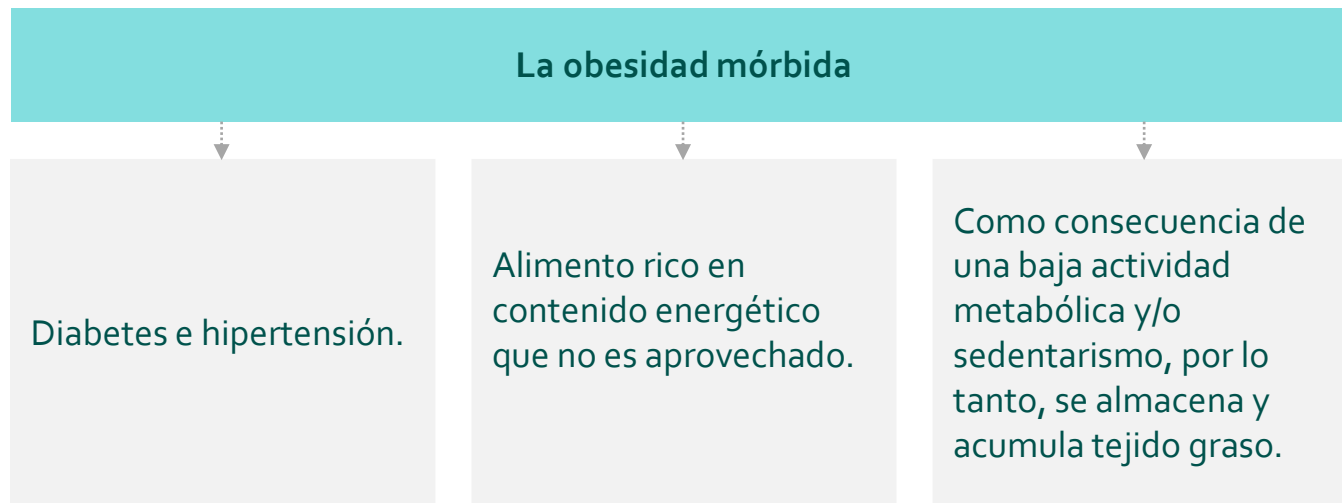 La obesidad mórbida
Diabetes e hipertensión.
Alimento rico en
contenido energético
que no es aprovechado.
Como consecuencia de
una baja actividad
metabólica y/o
sedentarismo, por lo
tanto, se almacena y
acumula tejido graso.